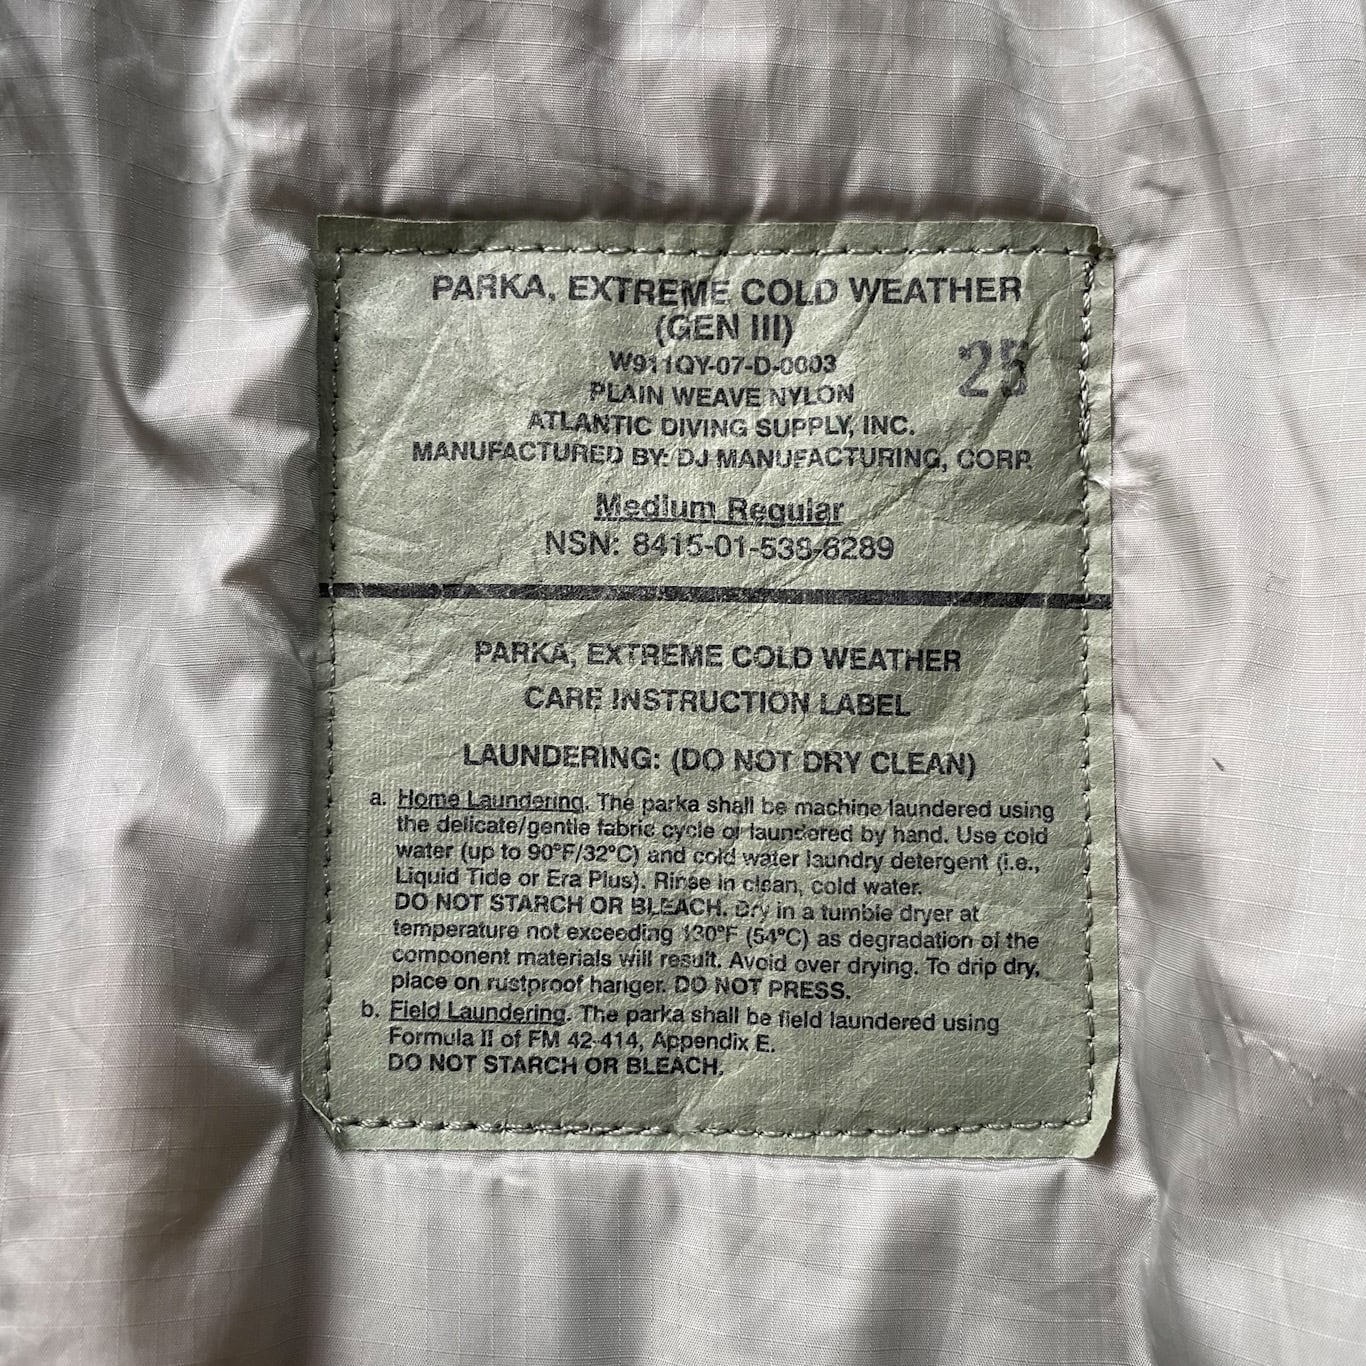 PARKA, EXTREME COLD WEATHER
(GEN III)
W911QY-07-D-0003
25
PLAIN WEAVE NYLON
ATLANTIC DIVING SUPPLY, INC.
MANUFACTURED BY: DJ MANUFACTURING, CORP.
Medium Regular
NSN: 8415-01-538-6289
PARKA, EXTREME COLD WEATHER
CARE INSTRUCTION LABEL
LAUNDERING: (DO NOT DRY CLEAN)
a. Home Laundering. The parka shall be machine laundered using
the delicate/gentle fabric cycle or laundered by hand. Use cold
water (up to 90°F/32°C) and cold water laundry detergent (i.e.,
Liquid Tide or Era Plus). Rinse in clean, cold water.
DO NOT STARCH OR BLEACH. Dry in a tumble dryer at
temperature not exceeding 130°F (54°C) as degradation of the
component materials will result. Avoid over drying. To drip dry,
place on rustproof hanger. DO NOT PRESS.
b. Field Laundering. The parka shall be field laundered using
Formula II of FM 42-414, Appendix E.
DO NOT STARCH OR BLEACH.